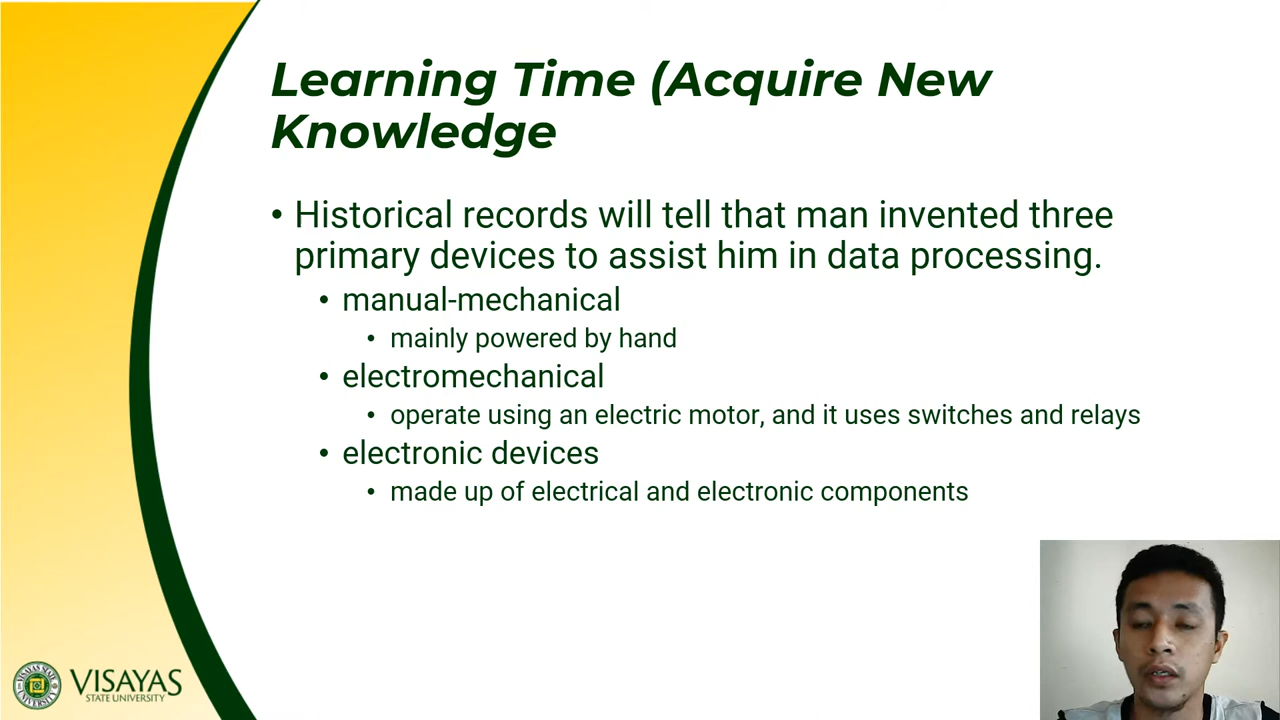 Learning Time (Acquire New
Knowledge
• Historical records will tell that man invented three
primary devices to assist him in data processing.
• manual-mechanical
• mainly powered by hand
• electromechanical
• operate using an electric motor, and it uses switches and relays
• electronic devices
• made up of electrical and electronic components
VISAYAS
STATE UNIVERSITY